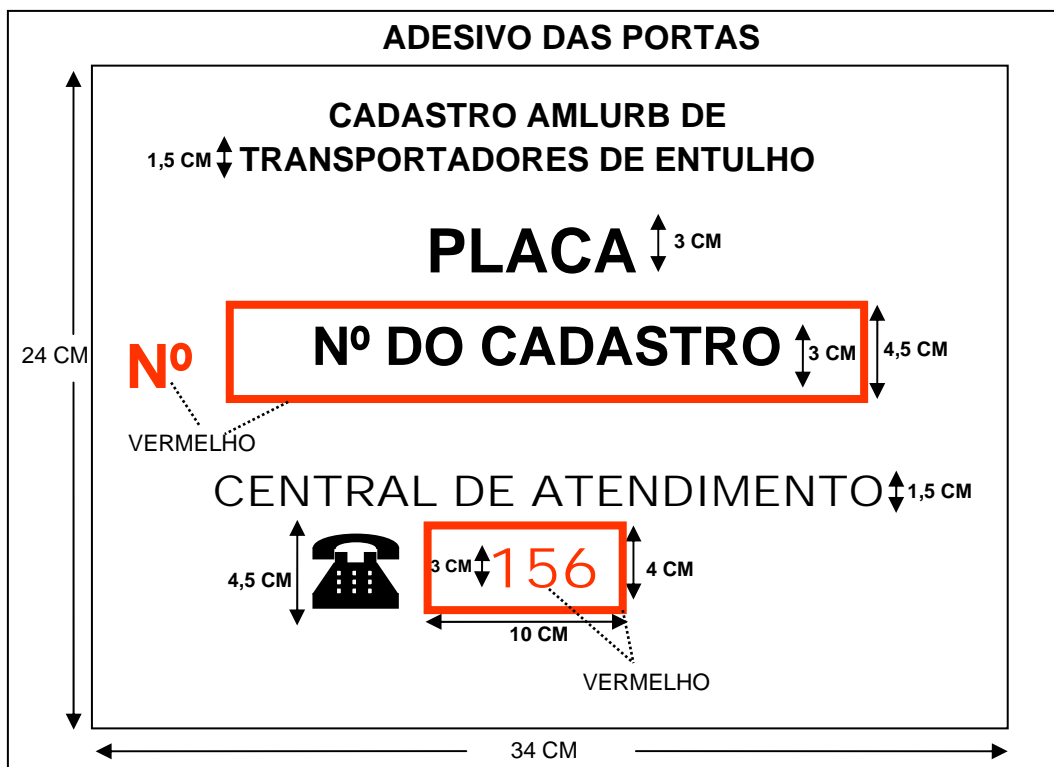 ADESIVO DAS PORTAS
CADASTRO AMLURB DE
1,5 CM TRANSPORTADORES DE ENTULHO
PLACA 3 CM
24 CM Nº Nº DO CADASTRO 3 CM 4,5 CM
VERMELHO
CENTRAL DE ATENDIMENTO 1,5 CM
4,5 CM 3 CM 156 4 CM
10 CM
VERMELHO
34 CM